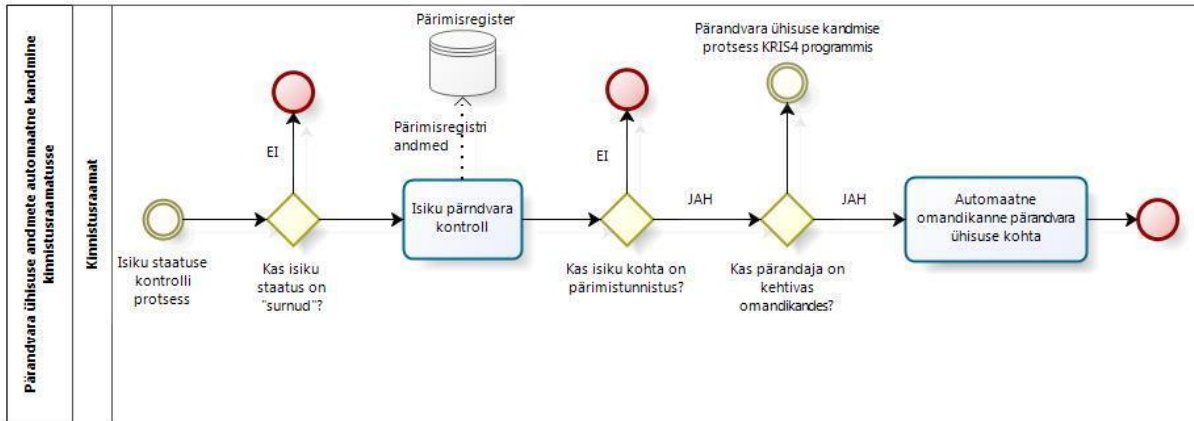 Pärandvara ühisuse andmete automaatne kandmine
kinnistusraamatusse
Kinnistusraamat
Isiku staatuse
kontrolli
protsess
EI
Kas isiku
staatus on
"surnud"?
Pärimisregister
Pärimisregistri
andmed
Isiku pärndvara
kontroll
EI
Kas isiku kohta on
pärimistunnistus?
JAH
Pärandvara ühisuse kandmise
protsess KRIS4 programmis
Kas pärandaja on
kehtivas
omandikandes?
JAH
Automaatne
omandikanne pärandvara
ühisuse kohta